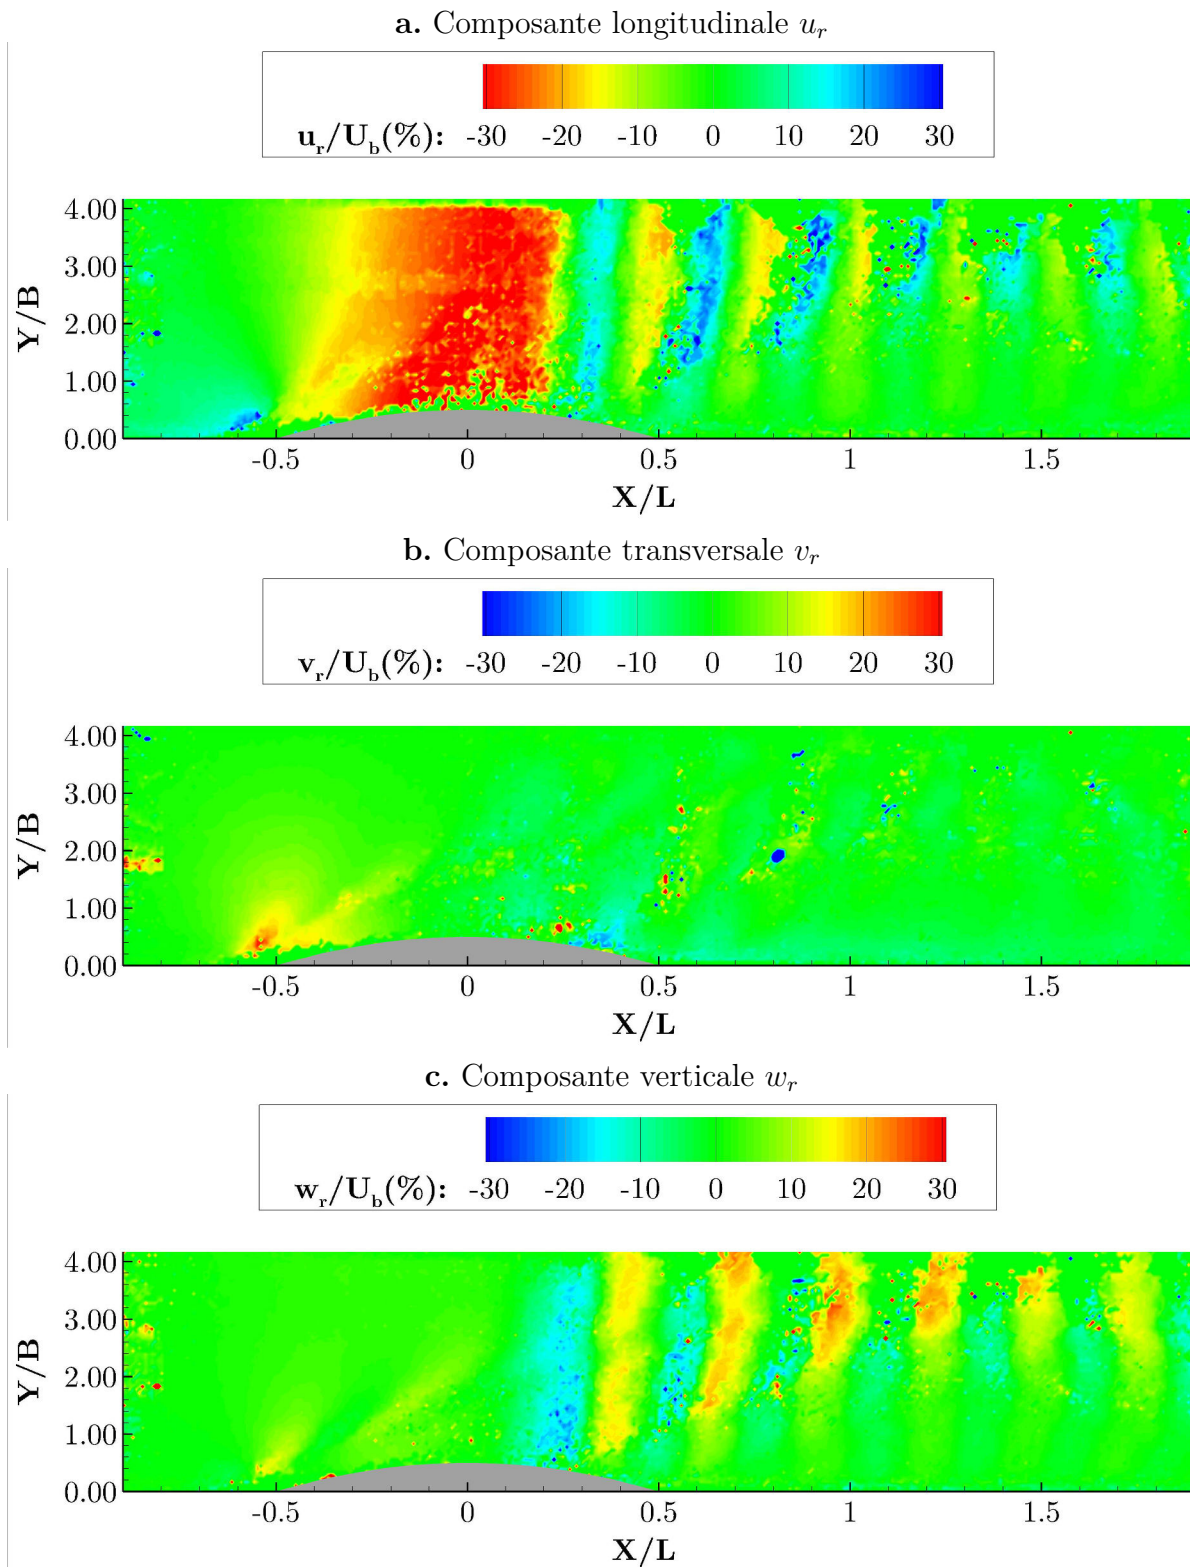 a. Composante longitudinale u_r
u_r/U_b(%): -30 -20 -10 0 10 20 30
4.00
3.00
2.00
1.00
0.00
Y/B
-0.5 0 0.5 1 1.5
X/L
b. Composante transversale v_r
v_r/U_b(%): -30 -20 -10 0 10 20 30
4.00
3.00
2.00
1.00
0.00
Y/B
-0.5 0 0.5 1 1.5
X/L
c. Composante verticale w_r
w_r/U_b(%): -30 -20 -10 0 10 20 30
4.00
3.00
2.00
1.00
0.00
Y/B
-0.5 0 0.5 1 1.5
X/L